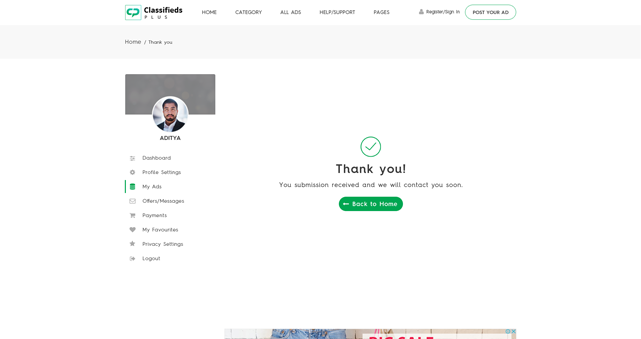 Classifieds
PLUS
HOME
CATEGORY
ALL ADS
HELP/SUPPORT
PAGES
Register/Sign in
POST YOUR AD
Home / Thank you
ADITYA
Dashboard
Profile Settings
My Ads
Offers/Messages
Payments
My Favourites
Privacy Settings
Logout
Thank you!
You submission received and we will contact you soon.
Back to Home
BIG SALE